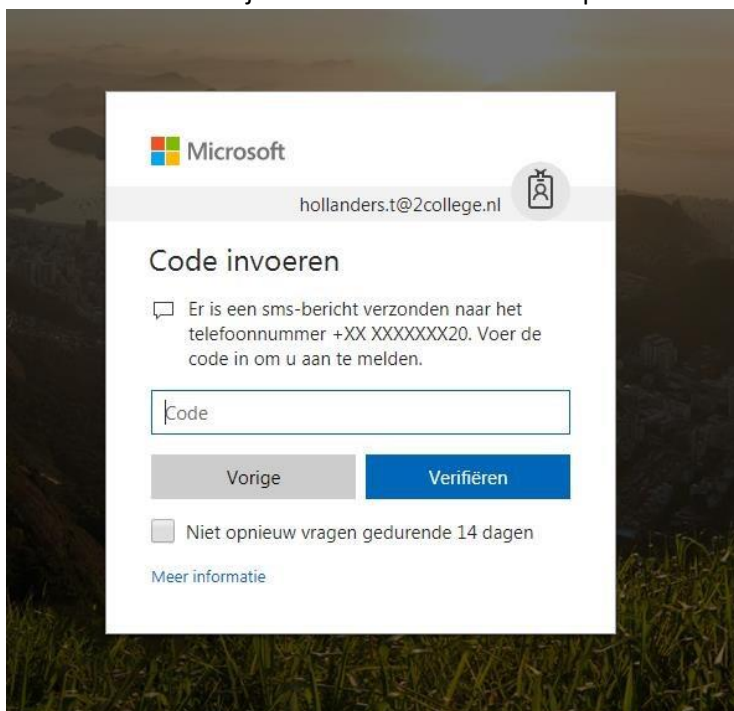 Microsoft
hollanders.t@2college.nl
Code invoeren
Er is een sms-bericht verzonden naar het
telefoonnummer +XX XXXXXXX20. Voer de
code in om u aan te melden.
Code
Vorige
Verifiëren
Niet opnieuw vragen gedurende 14 dagen
Meer informatie